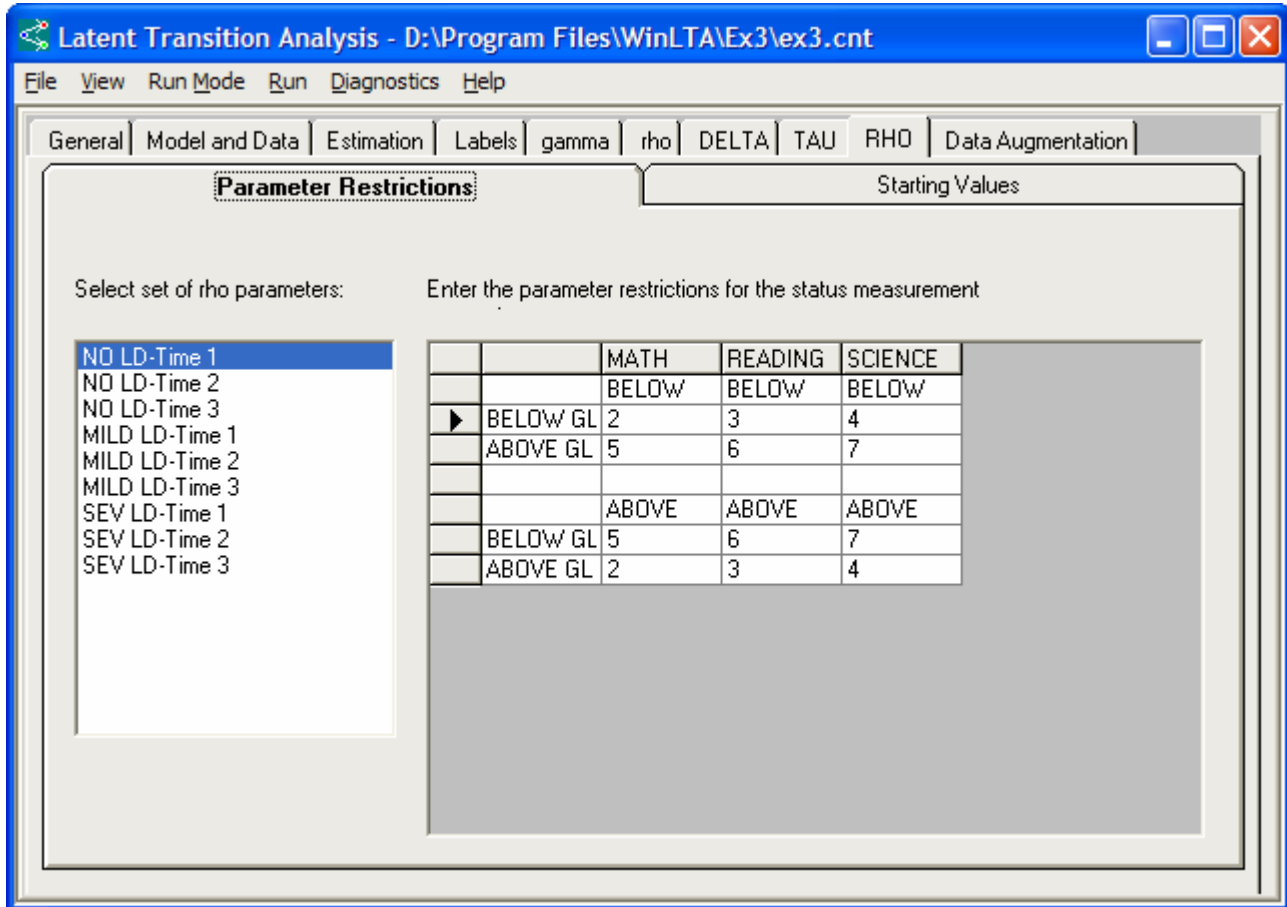 Latent Transition Analysis - D:\Program Files\WinLTA\Ex3\ex3.cnt
File View Run Mode Run Diagnostics Help
General Model and Data Estimation Labels gamma rho DELTA TAU RHO Data Augmentation
Parameter Restrictions Starting Values
Select set of rho parameters: Enter the parameter restrictions for the status measurement
NO LD-Time 1
NO LD-Time 2
NO LD-Time 3
MILD LD-Time 1
MILD LD-Time 2
MILD LD-Time 3
SEV LD-Time 1
SEV LD-Time 2
SEV LD-Time 3
MATH READING SCIENCE
BELOW BELOW BELOW
BELOW GL 2 3 4
ABOVE GL 5 6 7
ABOVE ABOVE ABOVE
BELOW GL 5 6 7
ABOVE GL 2 3 4